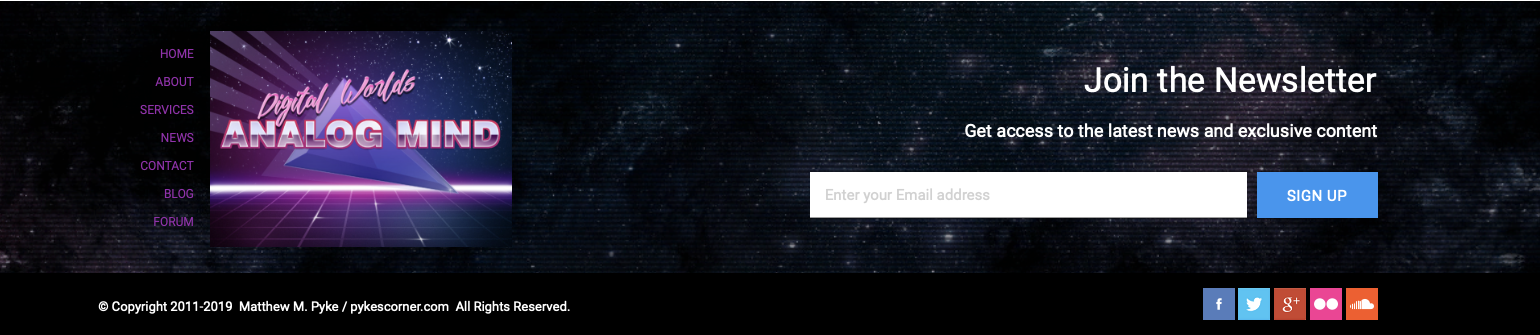 HOME
ABOUT
SERVICES
NEWS
CONTACT
BLOG
FORUM
Digital Worlds
ANALOG MIND
Join the Newsletter
Get access to the latest news and exclusive content
Enter your Email address
SIGN UP
© Copyright 2011-2019 Matthew M. Pyke / pykescorner.com All Rights Reserved.
f
g+